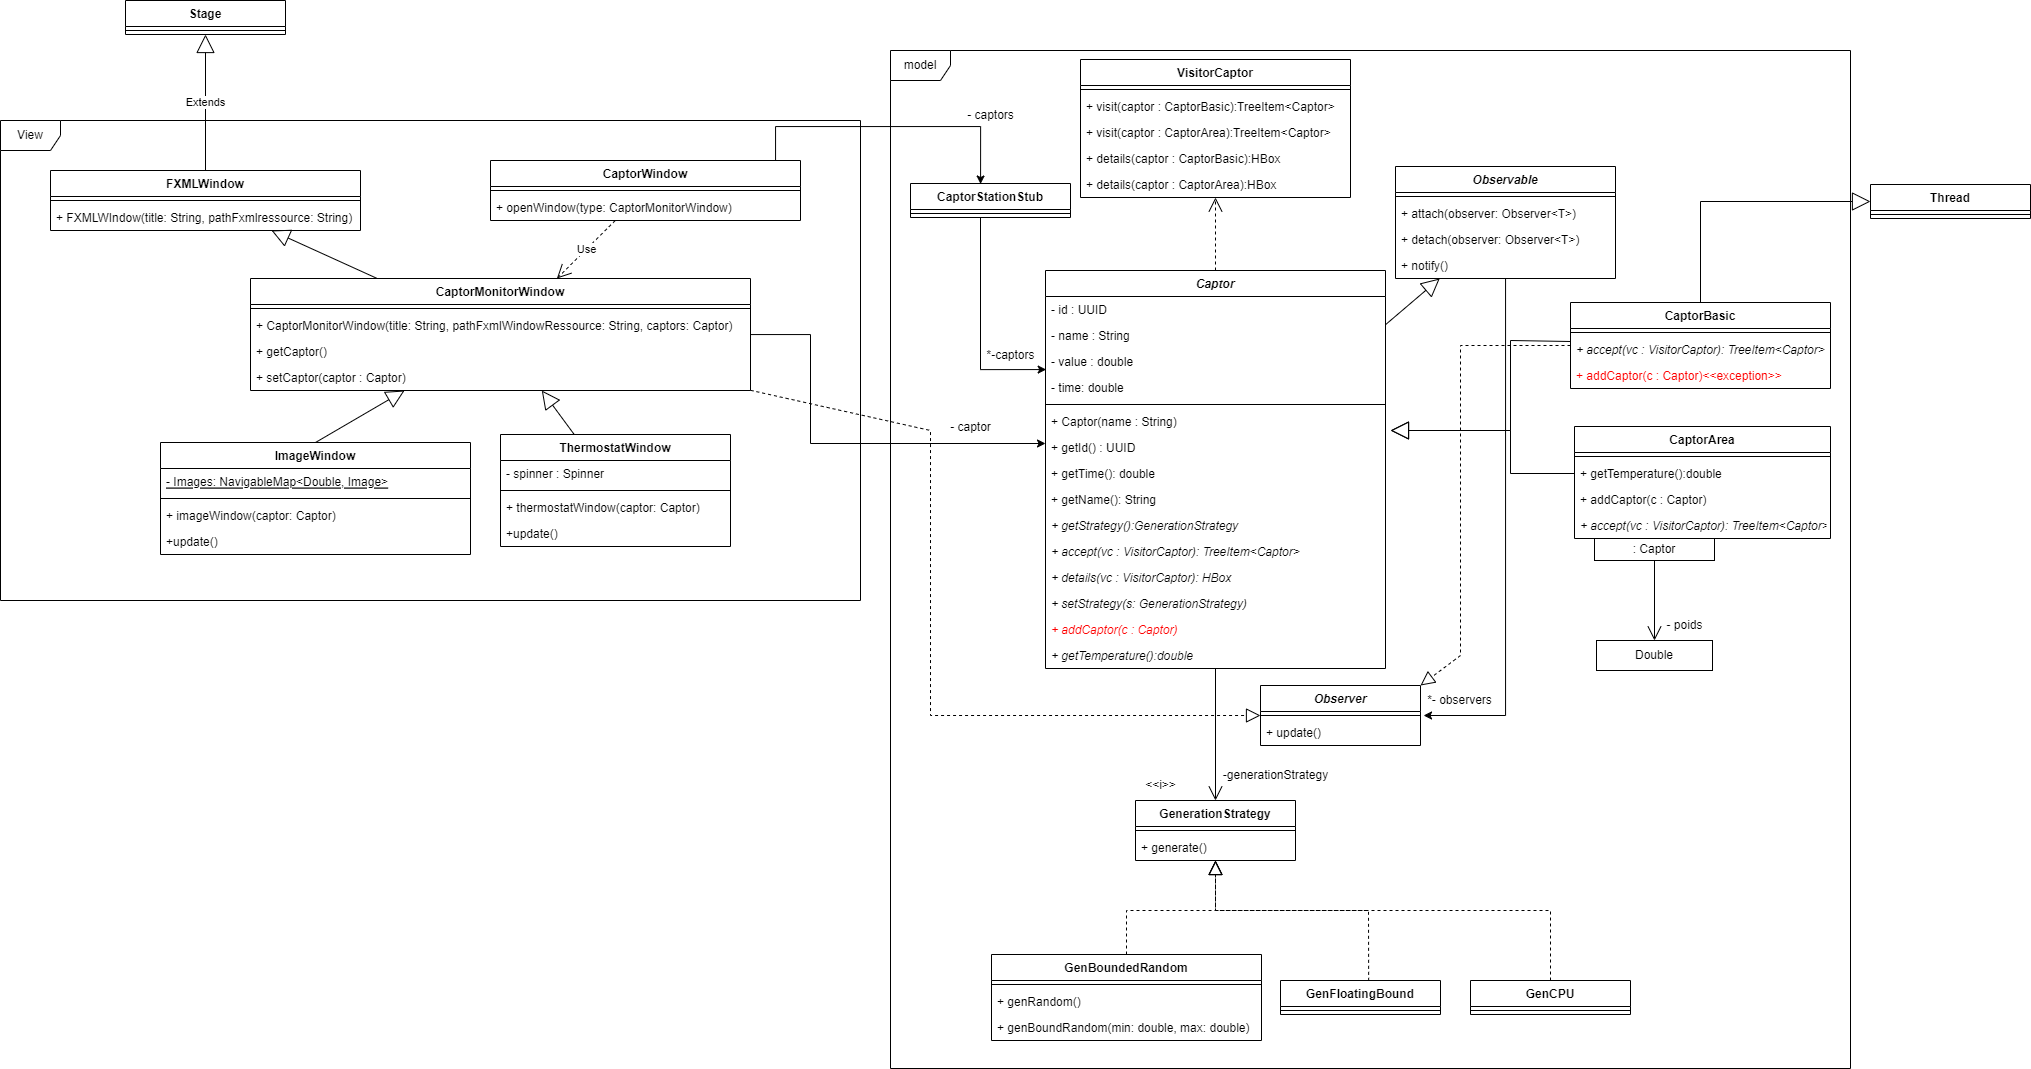 Stage
Extends
View
FXMLWindow
+ FXMLWIndow(title: String, pathFxmlressource: String)
CaptorWindow
+ openWindow(type: CaptorMonitorWindow)
Use
CaptorMonitorWindow
+ CaptorMonitorWindow(title: String, pathFxmlWindowRessource: String, captors: Captor)
+ getCaptor()
+ setCaptor(captor : Captor)
ImageWindow
- Images: NavigableMap<Double, Image>
+ imageWindow(captor: Captor)
+update()
ThermostatWindow
- spinner : Spinner
+ thermostatWindow(captor: Captor)
+update()
model
- captors
CaptorStationStub
*-captors
- captor
VisitorCaptor
+ visit(captor : CaptorBasic):TreeItem<Captor>
+ visit(captor : CaptorArea):TreeItem<Captor>
+ details(captor : CaptorBasic):HBox
+ details(captor : CaptorArea):HBox
Observable
+ attach(observer: Observer<T>)
+ detach(observer: Observer<T>)
+ notify()
Thread
Captor
- id : UUID
- name : String
- value : double
- time: double
+ Captor(name : String)
+ getId() : UUID
+ getTime(): double
+ getName(): String
+ getStrategy():GenerationStrategy
+ accept(vc : VisitorCaptor): TreeItem<Captor>
+ details(vc : VisitorCaptor): HBox
+ setStrategy(s: GenerationStrategy)
+ addCaptor(c : Captor)
+ getTemperature():double
CaptorBasic
+ accept(vc : VisitorCaptor): TreeItem<Captor>
+ addCaptor(c : Captor)<<exception>>
CaptorArea
+ getTemperature():double
+ addCaptor(c : Captor)
+ accept(vc : VisitorCaptor): TreeItem<Captor>
: Captor
- poids
Double
Observer
+ update()
*- observers
-generationStrategy
<<i>>
GenerationStrategy
+ generate()
GenBoundedRandom
+ genRandom()
+ genBoundRandom(min: double, max: double)
GenFloatingBound
GenCPU